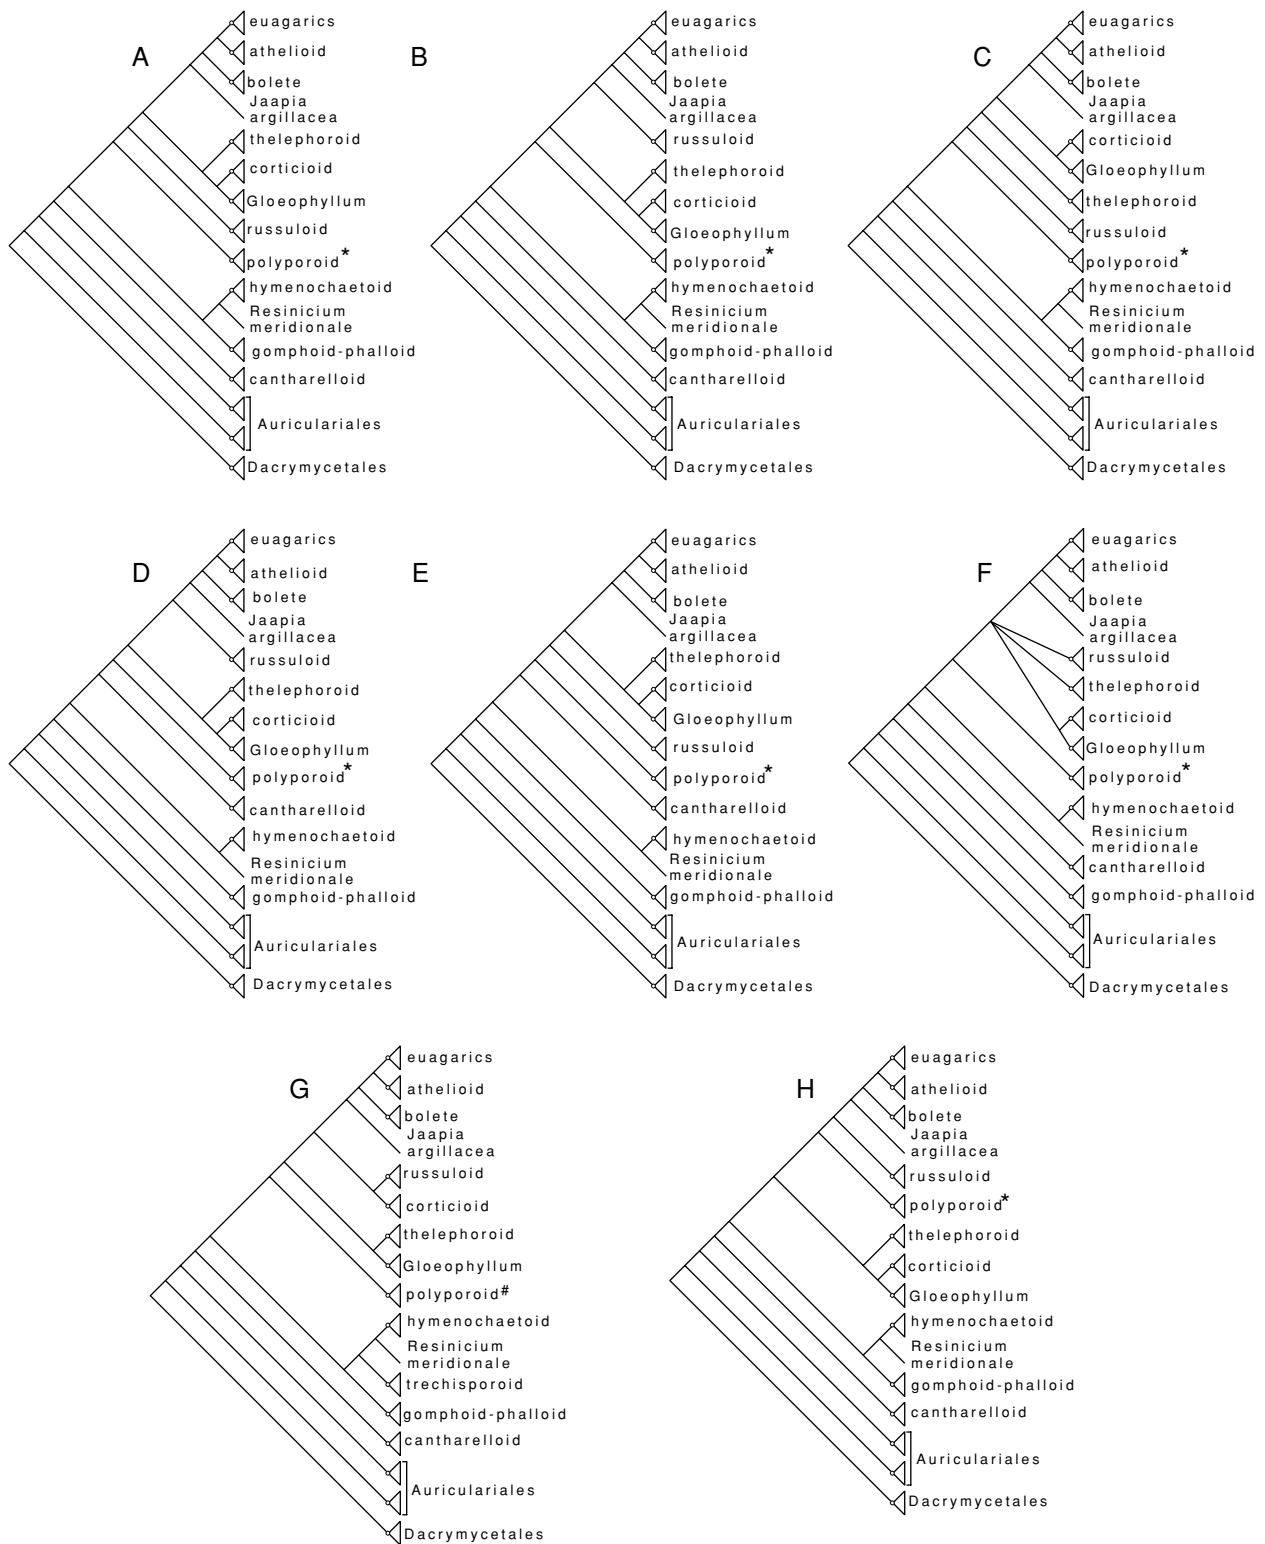 A
euagarics
athelioid
bolete
Jaapia
argillacea
thelephoroid
corticioid
Gloeophyllum
russuloid
polyporoid*
hymenochaetoid
Resinicium
meridionale
gomphoid-phalloid
cantharelloid
Auriculariales
Dacrymycetales
B
euagarics
athelioid
bolete
Jaapia
argillacea
russuloid
thelephoroid
corticioid
Gloeophyllum
polyporoid*
hymenochaetoid
Resinicium
meridionale
gomphoid-phalloid
cantharelloid
Auriculariales
Dacrymycetales
C
euagarics
athelioid
bolete
Jaapia
argillacea
corticioid
Gloeophyllum
thelephoroid
russuloid
polyporoid*
hymenochaetoid
Resinicium
meridionale
gomphoid-phalloid
cantharelloid
Auriculariales
Dacrymycetales
D
euagarics
athelioid
bolete
Jaapia
argillacea
russuloid
thelephoroid
corticioid
Gloeophyllum
polyporoid*
cantharelloid
hymenochaetoid
Resinicium
meridionale
gomphoid-phalloid
Auriculariales
Dacrymycetales
E
euagarics
athelioid
bolete
Jaapia
argillacea
thelephoroid
corticioid
Gloeophyllum
russuloid
polyporoid*
cantharelloid
hymenochaetoid
Resinicium
meridionale
gomphoid-phalloid
Auriculariales
Dacrymycetales
F
euagarics
athelioid
bolete
Jaapia
argillacea
russuloid
thelephoroid
corticioid
Gloeophyllum
polyporoid*
hymenochaetoid
Resinicium
meridionale
cantharelloid
gomphoid-phalloid
Auriculariales
Dacrymycetales
G
euagarics
athelioid
bolete
Jaapia
argillacea
russuloid
corticioid
thelephoroid
Gloeophyllum
polyporoid#
hymenochaetoid
Resinicium
meridionale
trechisporoid
gomphoid-phalloid
cantharelloid
Auriculariales
Dacrymycetales
H
euagarics
athelioid
bolete
Jaapia
argillacea
russuloid
polyporoid*
thelephoroid
corticioid
Gloeophyllum
hymenochaetoid
Resinicium
meridionale
gomphoid-phalloid
cantharelloid
Auriculariales
Dacrymycetales